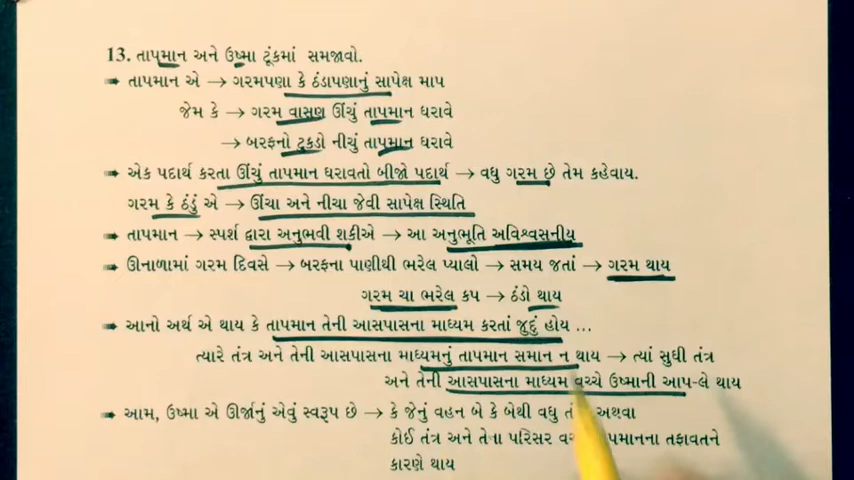 13. તાપમાન અને ઉષ્મા ટૂંકમાં સમજાવો.
➠ તાપમાન એ → ગરમપણા કે ઠંડાપણાનું સાપેક્ષ માપ
જેમ કે → ગરમ વાસણ ઊંચું તાપમાન ધરાવે
→ બરફનો ટુકડો નીચું તાપમાન ધરાવે
➠ એક પદાર્થ કરતા ઊંચું તાપમાન ધરાવતો બીજો પદાર્થ → વધુ ગરમ છે તેમ કહેવાય.
ગરમ કે ઠંડું એ → ઊંચા અને નીચા જેવી સાપેક્ષ સ્થિતિ
➠ તાપમાન → સ્પર્શ દ્વારા અનુભવી શકીએ → આ અનુભૂતિ અવિશ્વસનીય
➠ ઊનાળામાં ગરમ દિવસે → બરફના પાણીથી ભરેલ પ્યાલો → સમય જતાં → ગરમ થાય
ગરમ ચા ભરેલ કપ → ઠંડો થાય
➠ આનો અર્થ એ થાય કે તાપમાન તેની આસપાસના માધ્યમ કરતાં જુદું હોય ...
ત્યારે તંત્ર અને તેની આસપાસના માધ્યમનું તાપમાન સમાન ન થાય → ત્યાં સુધી તંત્ર
અને તેની આસપાસના માધ્યમ વચ્ચે ઉષ્માની આપ-લે થાય
➠ આમ, ઉષ્મા એ ઊર્જાનું એવું સ્વરૂપ છે → કે જેનું વહન બે કે બેથી વધુ અથવા
કોઈ તંત્ર અને તેના પરિસર તફાવતને
કારણે થાય